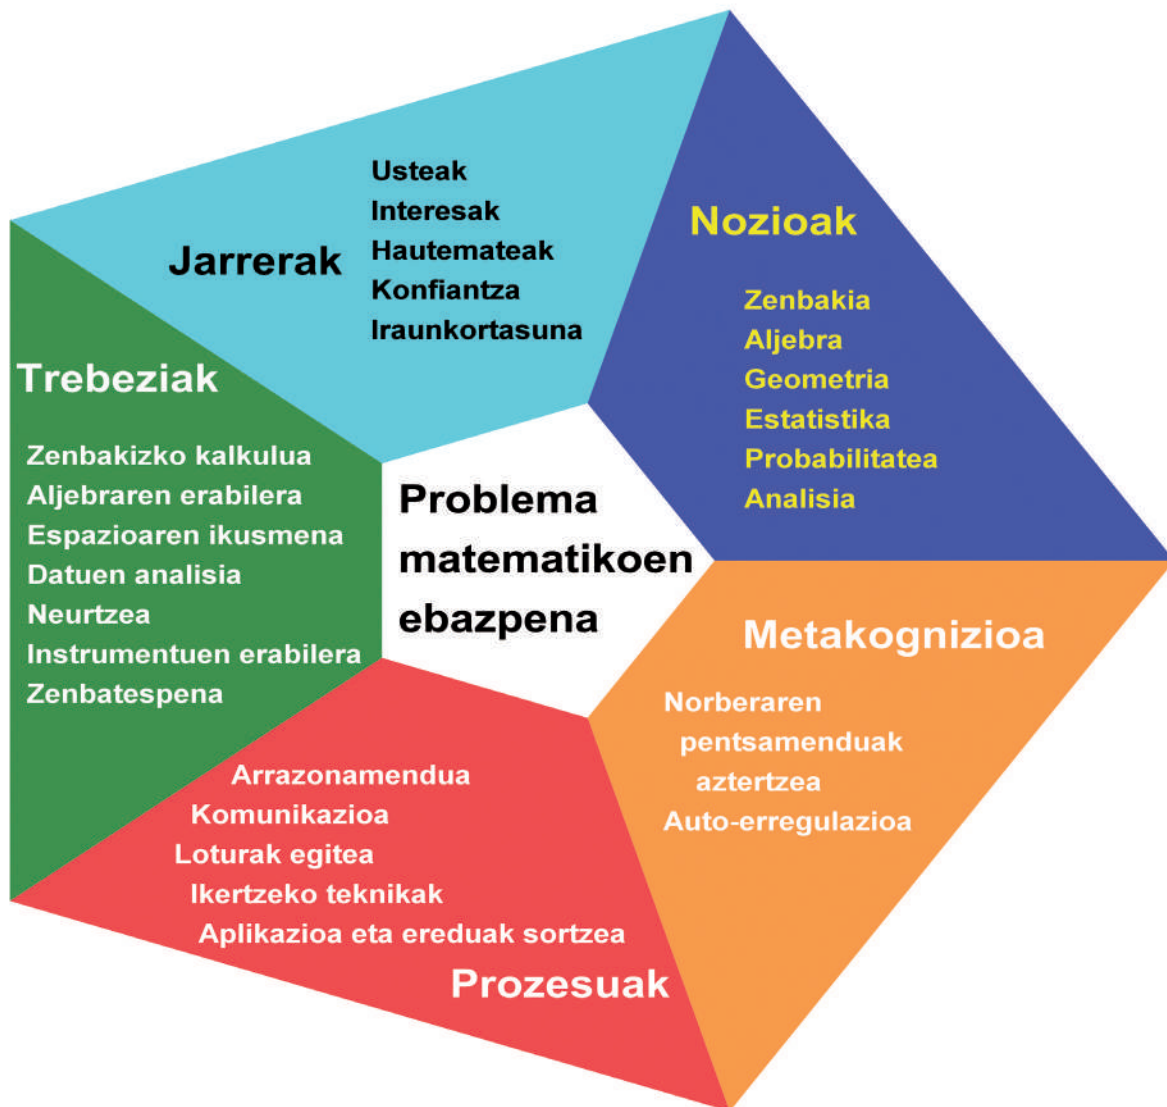 Jarrerak
Usteak
Interesak
Hautemateak
Konfiantza
Iraunkortasuna
Nozioak
Zenbakia
Aljebra
Geometria
Estatistika
Probabilitatea
Analisia
Trebeziak
Zenbakizko kalkulua
Aljebraren erabilera
Espazioaren ikusmena
Datuen analisia
Neurtzea
Instrumentuen erabilera
Zenbatespena
Problema
matematikoen
ebazpena
Metakognizioa
Norberaren
pentsamenduak
aztertzea
Auto-erregulazioa
Arrazonamendua
Komunikazioa
Loturak egitea
Ikertzeko teknikak
Aplikazioa eta ereduak sortzea
Prozesuak